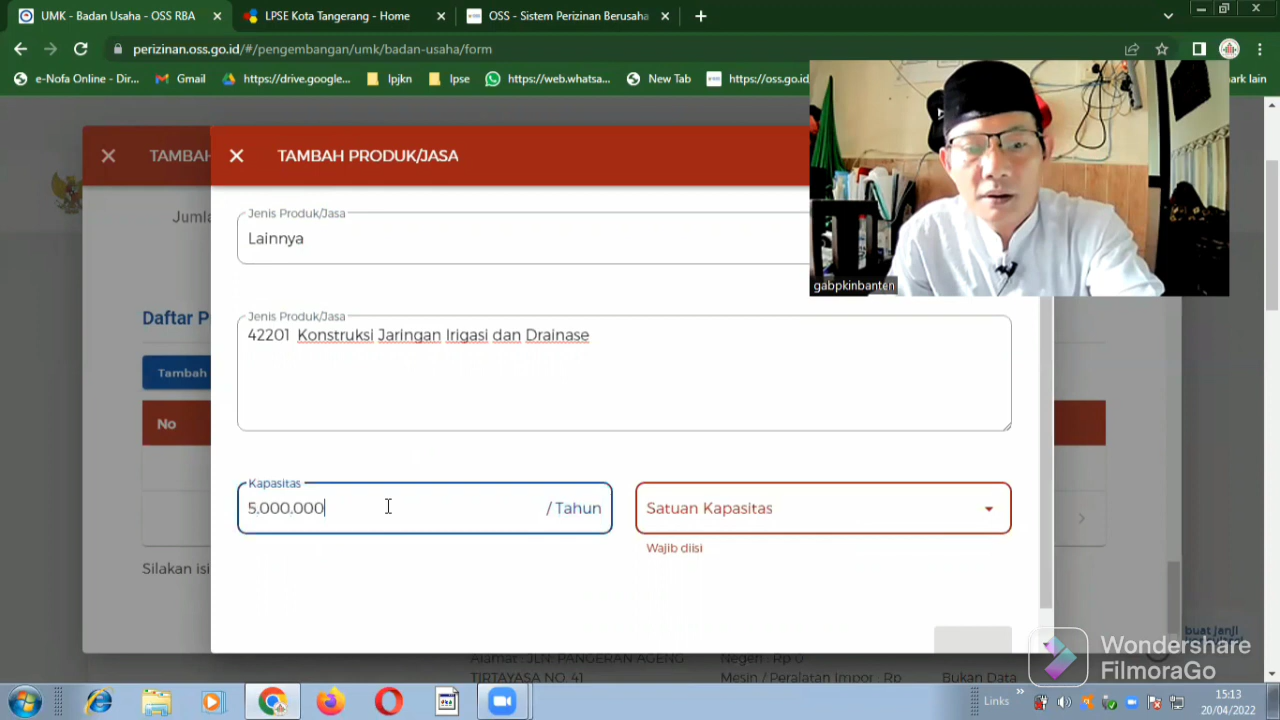 UMK - Badan Usaha - OSS RBA
LPSE Kota Tangerang - Home
OSS - Sistem Perizinan Berusaha
perizinan.oss.go.id/#/pengembangan/umk/badan-usaha/form
e-Nofa Online - Dir...
Gmail
https://drive.google...
lpjkn
lpse
https://web.whatsa...
New Tab
https://oss.go.id
ark lain
TAMBAH
TAMBAH PRODUK/JASA
Jumla
Jenis Produk/Jasa
Lainnya
gabpkinbanten
Daftar P
Jenis Produk/Jasa
42201 Konstruksi Jaringan Irigasi dan Drainase
Tambah
No
Kapasitas
5.000.000
/ Tahun
Satuan Kapasitas
Wajib diisi
Silakan isi
buat janji
Wondershare
FilmoraGo
Alamat : JLN. PANGERAN AGENG
TIRTAYASA NO. 41
Negeri : Rp 0
Mesin / Peralatan Impor : Rp
Bukan Data
Links
15:13
20/04/2022